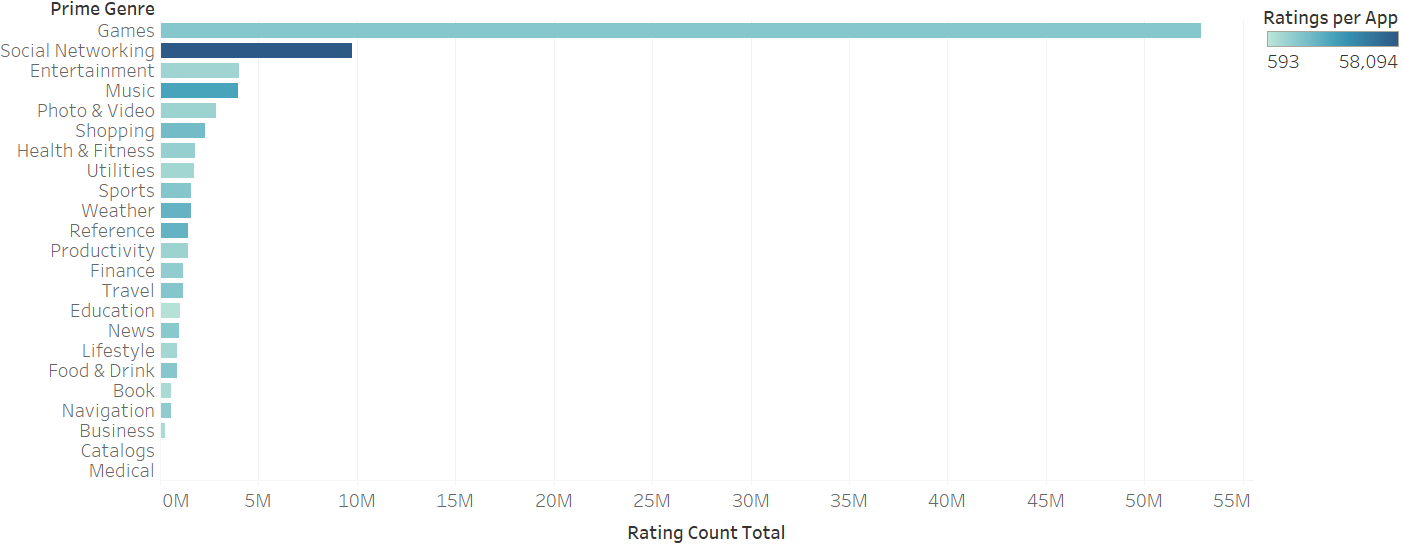 Prime Genre
Games
Social Networking
Entertainment
Music
Photo & Video
Shopping
Health & Fitness
Utilities
Sports
Weather
Reference
Productivity
Finance
Travel
Education
News
Lifestyle
Food & Drink
Book
Navigation
Business
Catalogs
Medical
0M 5M 10M 15M 20M 25M 30M 35M 40M 45M 50M 55M
Rating Count Total
Ratings per App
593 58,094